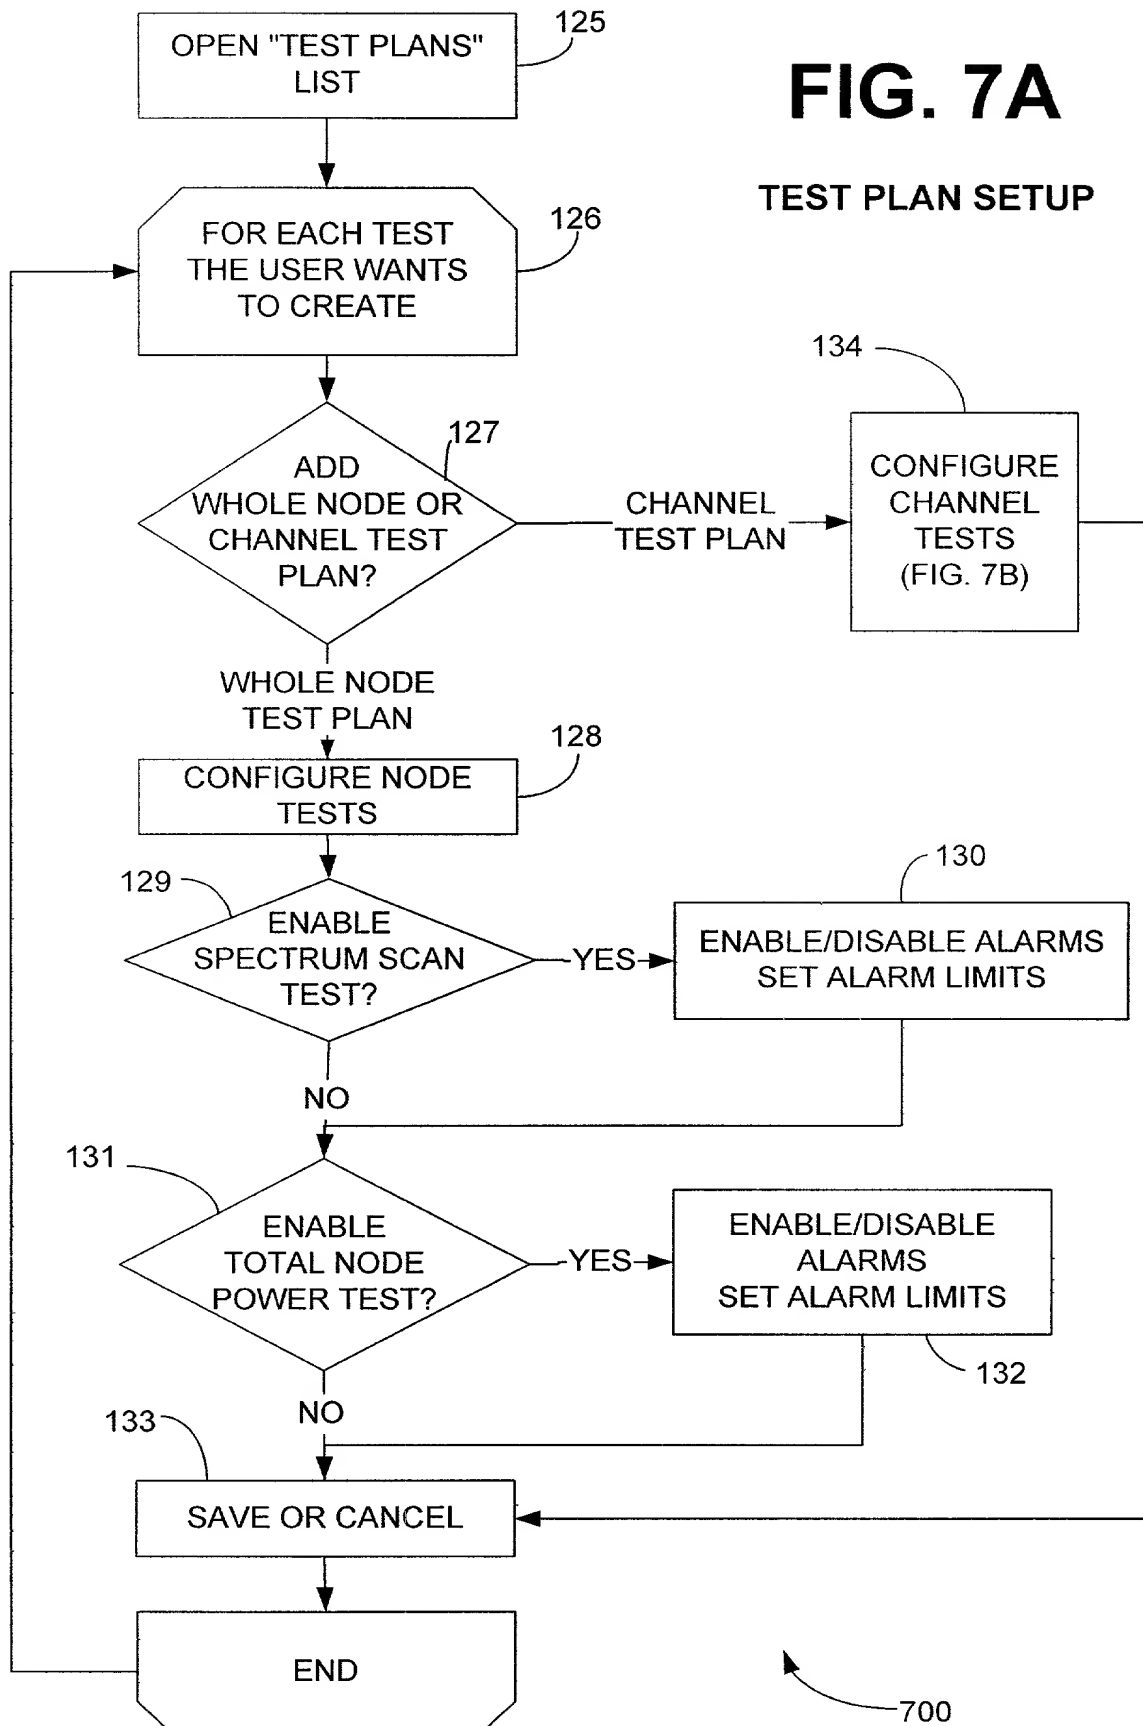 OPEN "TEST PLANS"
LIST
125
FIG. 7A
TEST PLAN SETUP
FOR EACH TEST
THE USER WANTS
TO CREATE
126
127
ADD
WHOLE NODE OR
CHANNEL TEST
PLAN?
CHANNEL
TEST PLAN
134
CONFIGURE
CHANNEL
TESTS
(FIG. 7B)
WHOLE NODE
TEST PLAN
128
CONFIGURE NODE
TESTS
129
ENABLE
SPECTRUM SCAN
TEST?
YES
130
ENABLE/DISABLE ALARMS
SET ALARM LIMITS
NO
131
ENABLE
TOTAL NODE
POWER TEST?
YES
ENABLE/DISABLE
ALARMS
SET ALARM LIMITS
132
NO
133
SAVE OR CANCEL
END
700